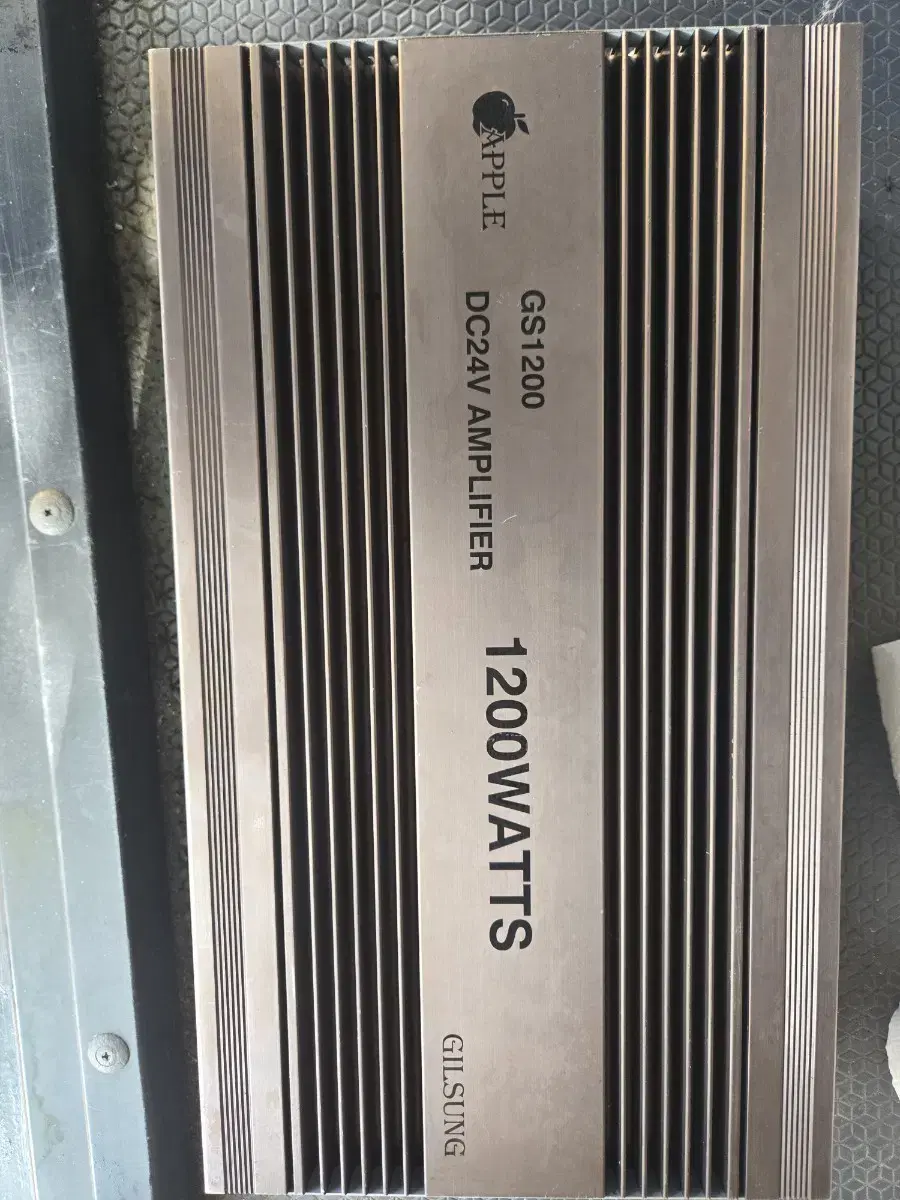 APPLE
GS1200
DC24V AMPLIFIER
1200WATTS
GILSUNG